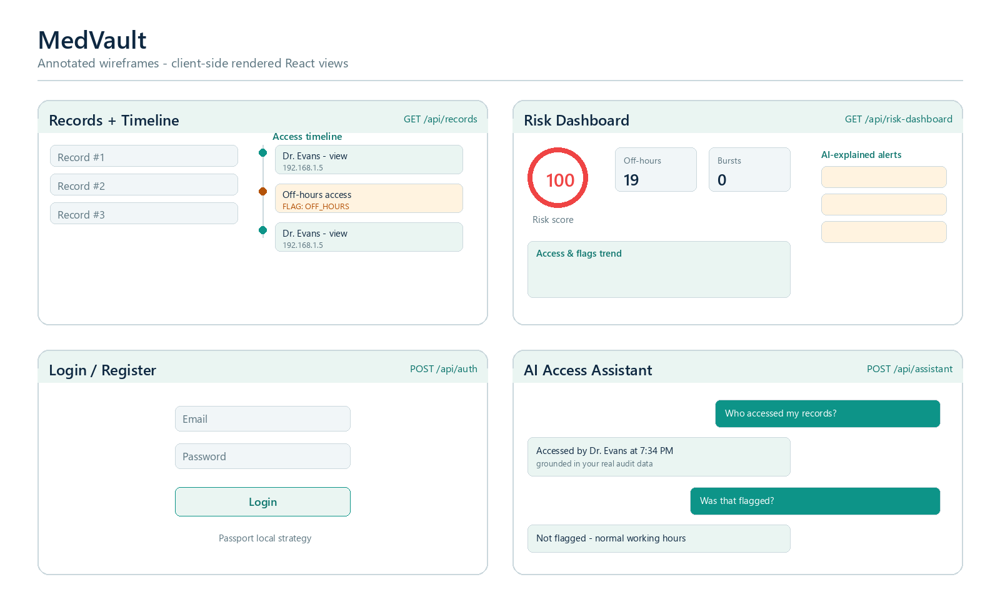 MedVault
Annotated wireframes - client-side rendered React views
Records + Timeline
GET /api/records
Record #1
Record #2
Record #3
Access timeline
Dr. Evans - view
192.168.1.5
Off-hours access
FLAG: OFF_HOURS
Dr. Evans - view
192.168.1.5
Risk Dashboard
GET /api/risk-dashboard
100
Risk score
Off-hours
19
Bursts
0
AI-explained alerts
Access & flags trend
Login / Register
POST /api/auth
Email
Password
Login
Passport local strategy
AI Access Assistant
POST /api/assistant
Who accessed my records?
Accessed by Dr. Evans at 7:34 PM
grounded in your real audit data
Was that flagged?
Not flagged - normal working hours